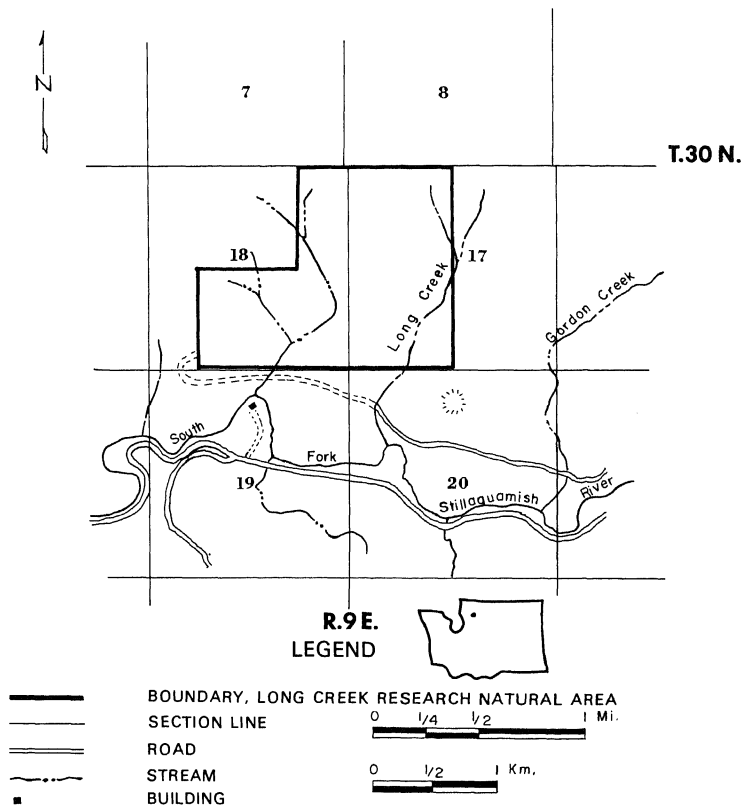 N
7
8
T.30 N.
18
17
Long Creek
Gordon Creek
South
Fork
19
20
Stillaguamish
River
R.9E.
LEGEND
BOUNDARY, LONG CREEK RESEARCH NATURAL AREA
SECTION LINE
ROAD
STREAM
BUILDING
0 1/4 1/2 1 Mi.
0 1/2 1 Km.